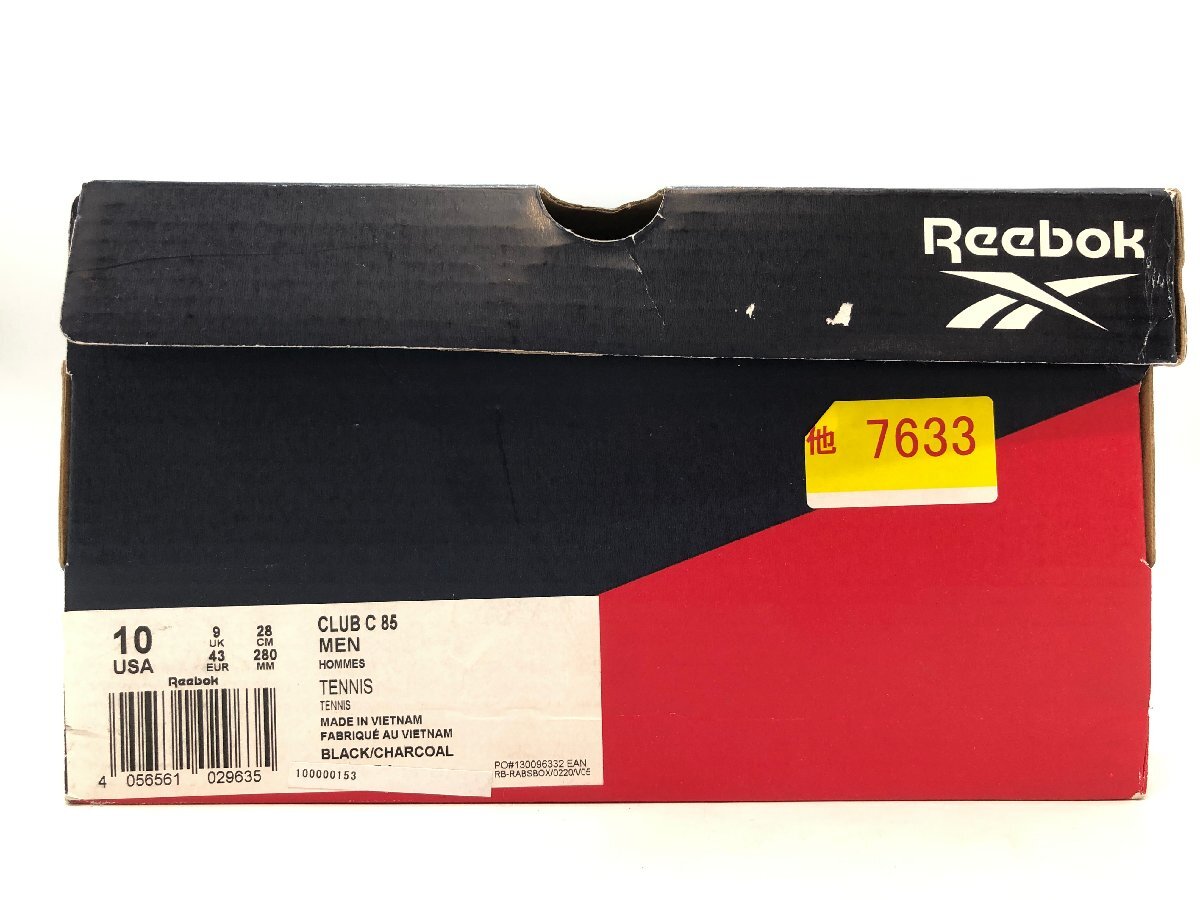 Reebok
他 7633
10
USA
9
UK
43
EUR
28
CM
280
MM
Reebok
4 056561 029635
CLUB C 85
MEN
HOMMES
TENNIS
TENNIS
MADE IN VIETNAM
FABRIQUÉ AU VIETNAM
BLACK/CHARCOAL
100000153
PO#130096332 EAN
RB-RABSBOX/0220/V05